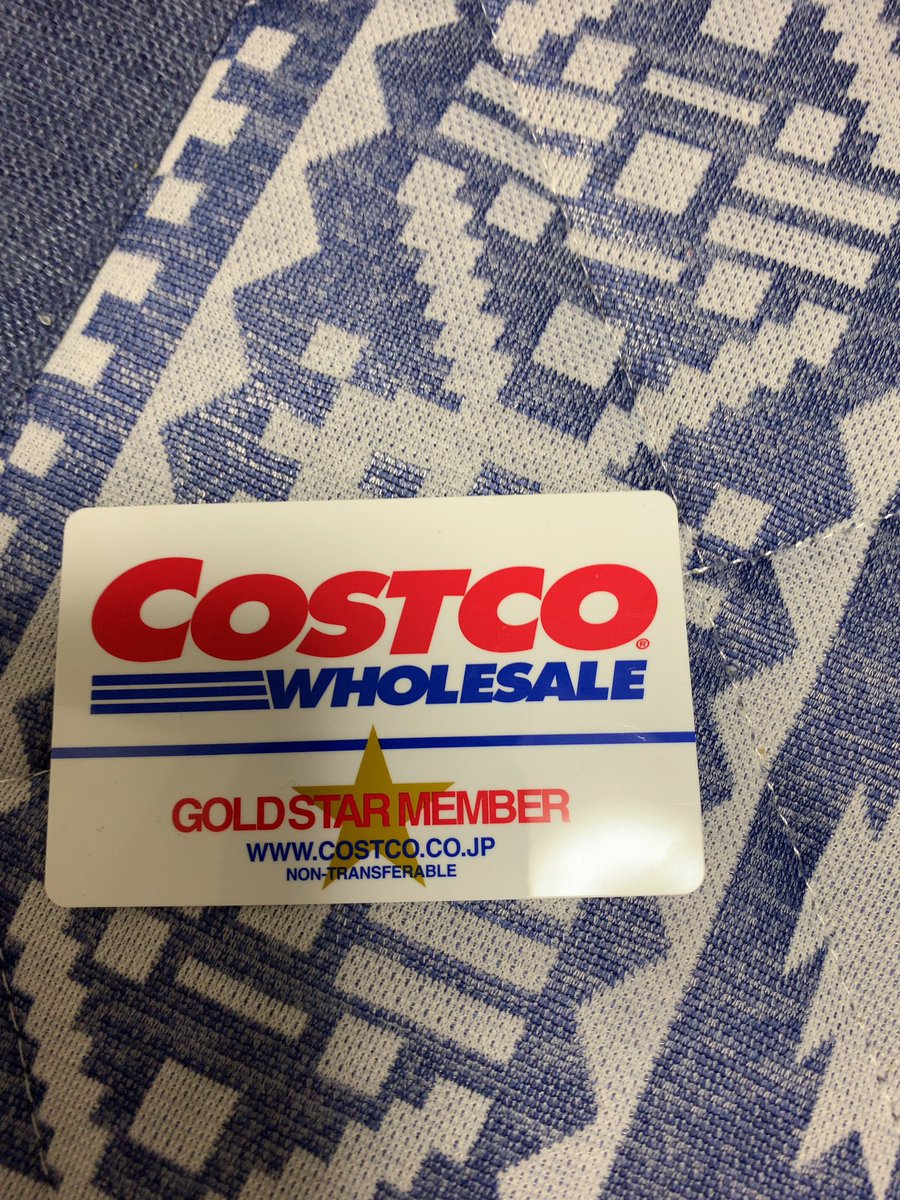 COSTCO®
WHOLESALE
GOLD STAR MEMBER
WWW.COSTCO.CO.JP
NON-TRANSFERABLE